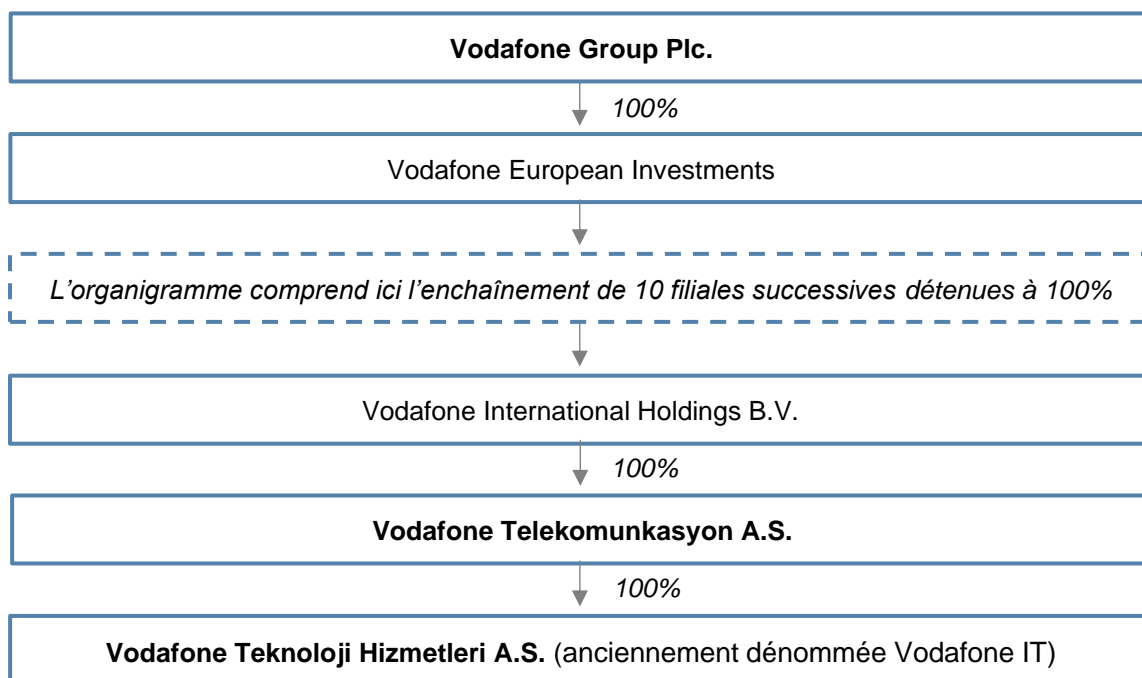 Vodafone Group Plc.
100%
Vodafone European Investments
L’organigramme comprend ici l’enchaînement de 10 filiales successives détenues à 100%
Vodafone International Holdings B.V.
100%
Vodafone Telekomunkasyon A.S.
100%
Vodafone Teknoloji Hizmetleri A.S. (anciennement dénommée Vodafone IT)